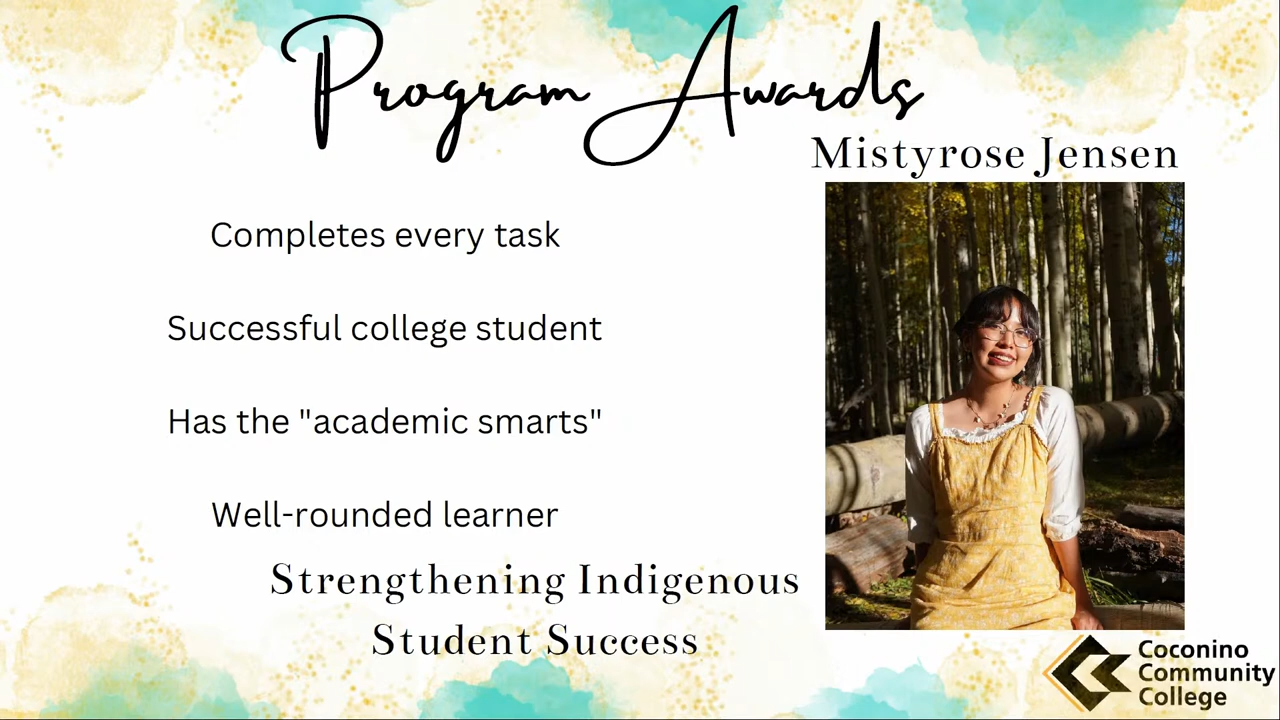 Program Awards
Mistyrose Jensen
Completes every task
Successful college student
Has the "academic smarts"
Well-rounded learner
Strengthening Indigenous
Student Success
Coconino
Community
College